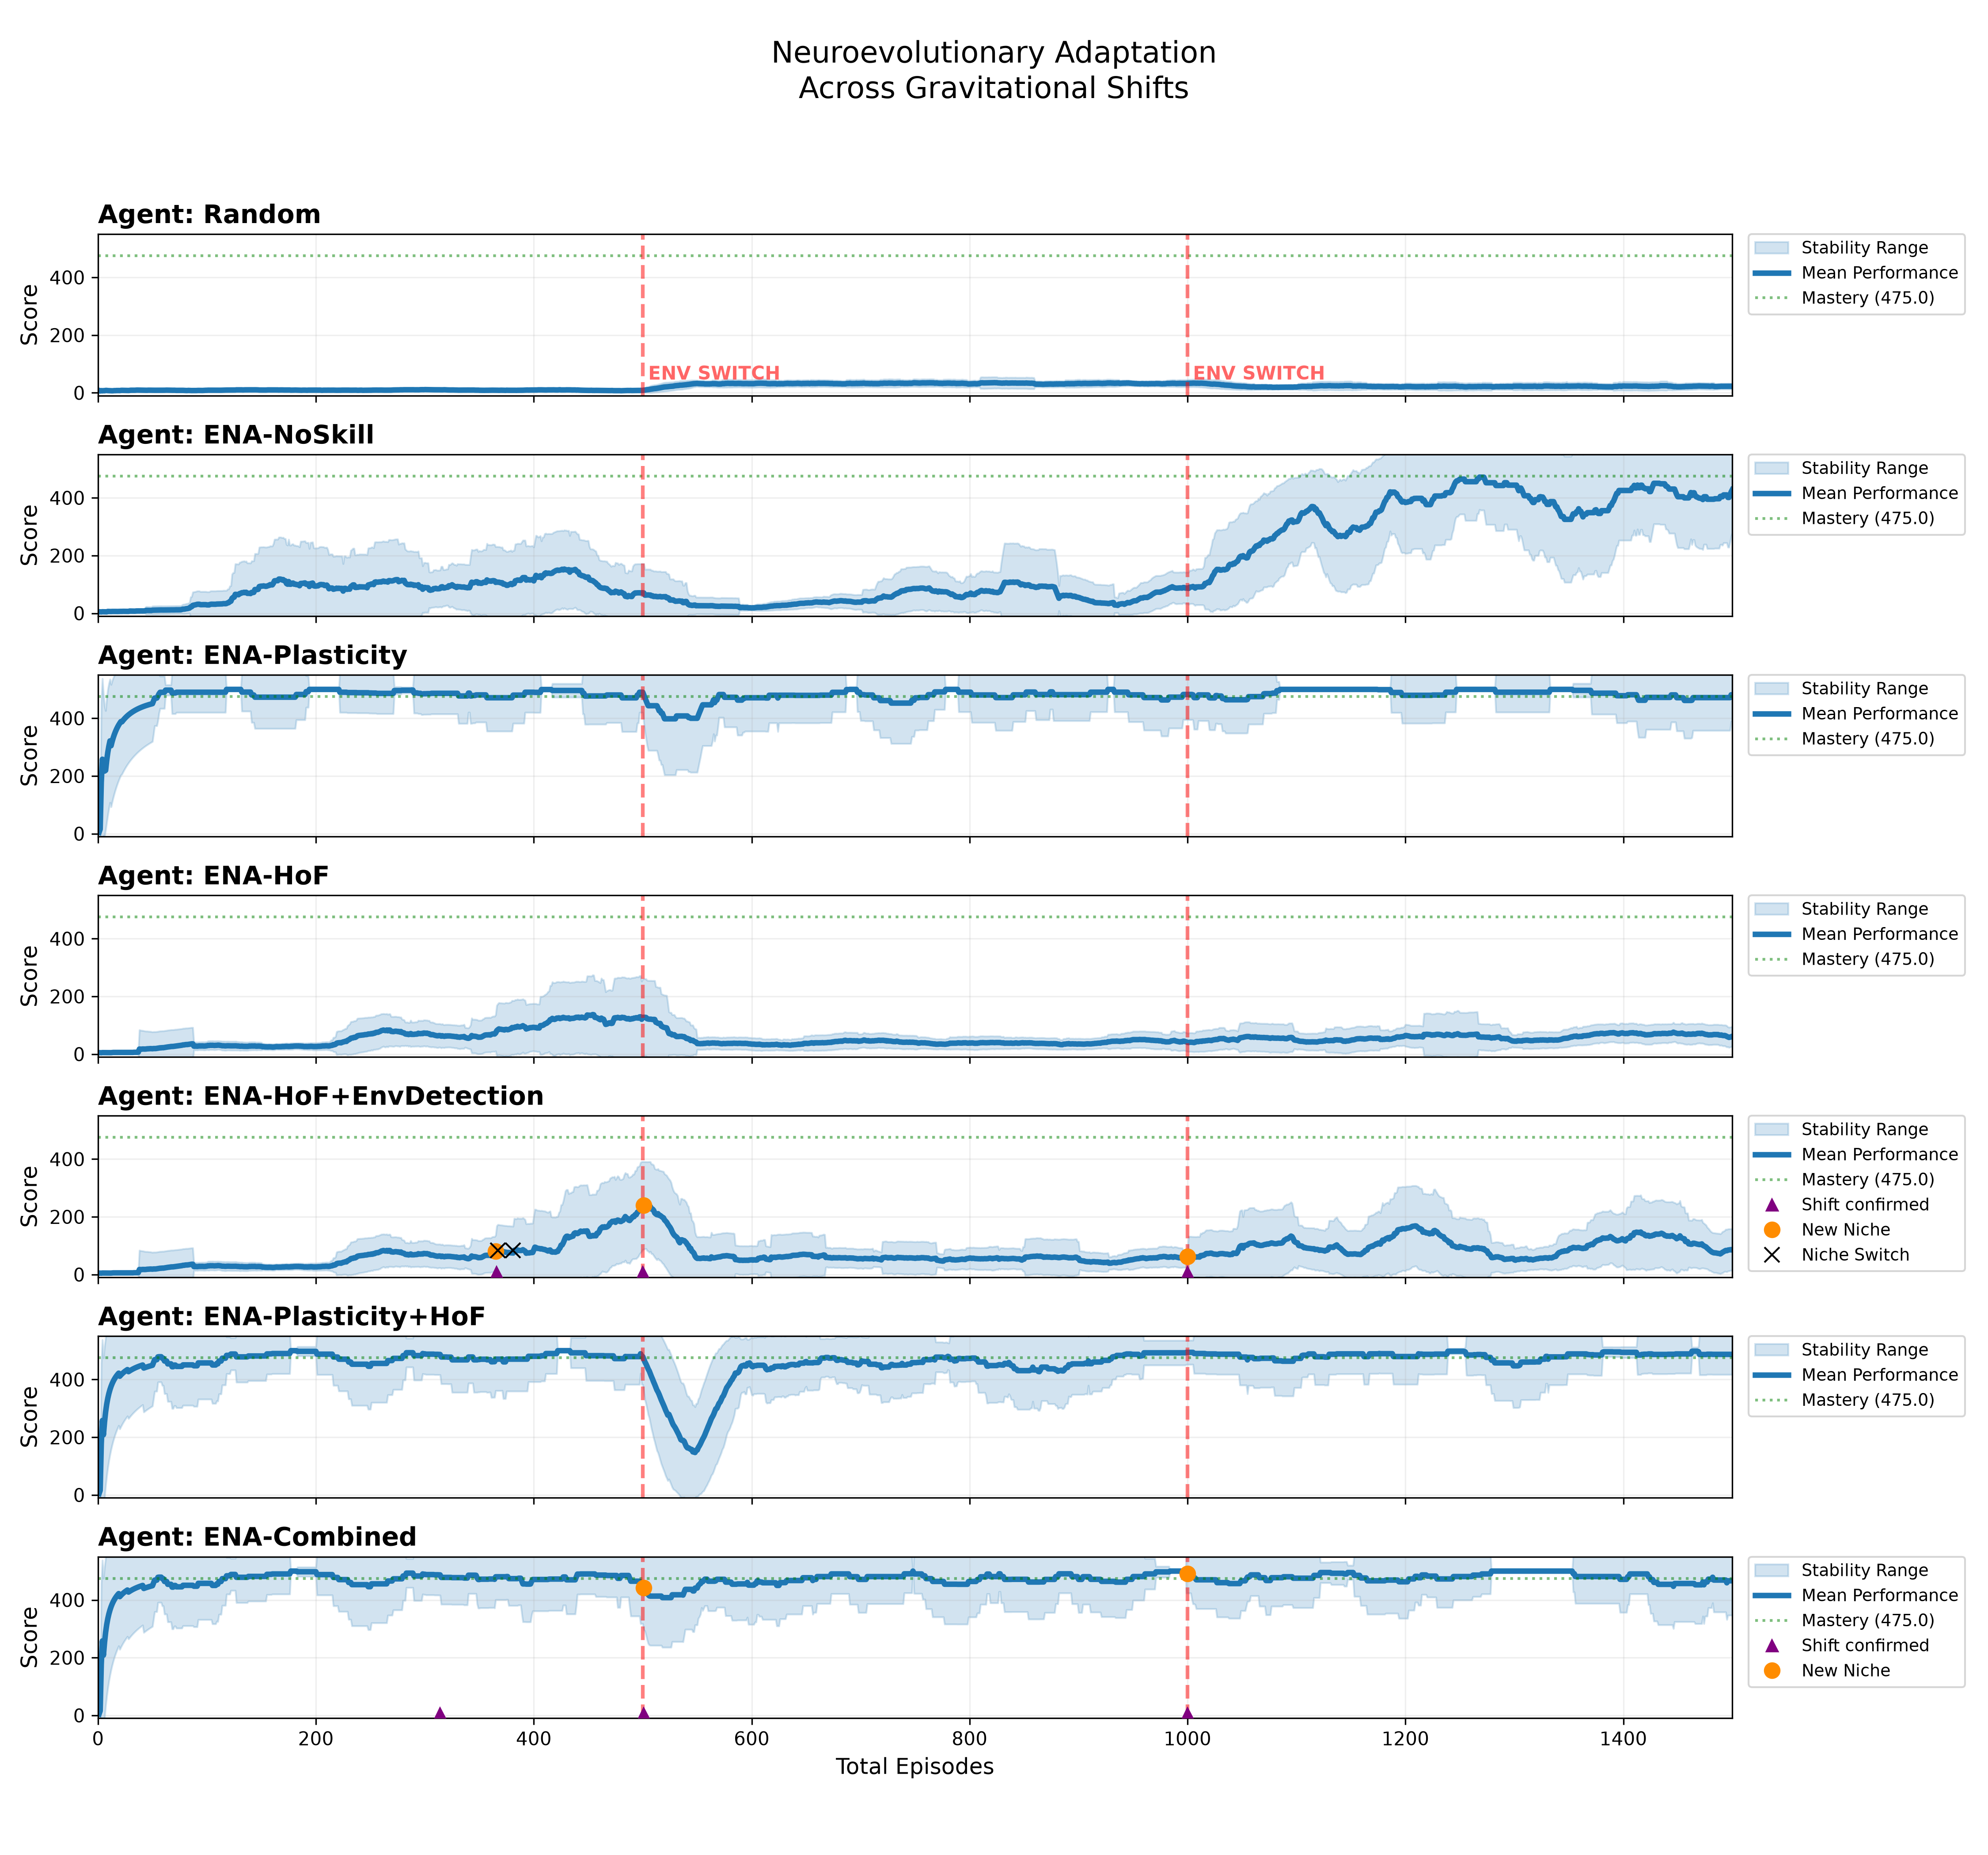 Neuroevolutionary Adaptation
Across Gravitational Shifts
Agent: Random
Score
400
200
0
ENV SWITCH
ENV SWITCH
Stability Range
Mean Performance
Mastery (475.0)
Agent: ENA-NoSkill
Score
400
200
0
Stability Range
Mean Performance
Mastery (475.0)
Agent: ENA-Plasticity
Score
400
200
0
Stability Range
Mean Performance
Mastery (475.0)
Agent: ENA-HoF
Score
400
200
0
Stability Range
Mean Performance
Mastery (475.0)
Agent: ENA-HoF+EnvDetection
Score
400
200
0
Stability Range
Mean Performance
Mastery (475.0)
Shift confirmed
New Niche
Niche Switch
Agent: ENA-Plasticity+HoF
Score
400
200
0
Stability Range
Mean Performance
Mastery (475.0)
Agent: ENA-Combined
Score
400
200
0
Stability Range
Mean Performance
Mastery (475.0)
Shift confirmed
New Niche
0 200 400 600 800 1000 1200 1400
Total Episodes